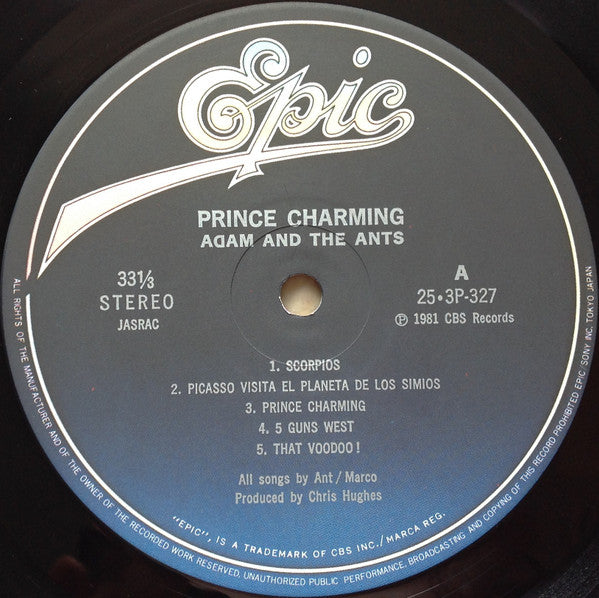 Epic
PRINCE CHARMING
ADAM AND THE ANTS
33⅓
STEREO
JASRAC
A
25・3P-327
Ⓟ 1981 CBS Records
1. SCORPIOS
2. PICASSO VISITA EL PLANETA DE LOS SIMIOS
3. PRINCE CHARMING
4. 5 GUNS WEST
5. THAT VOODOO!
All songs by Ant/Marco
Produced by Chris Hughes
"EPIC", IS A TRADEMARK OF CBS INC./MARCA REG.
ALL RIGHTS OF THE MANUFACTURER AND OF THE OWNER OF THE RECORDED WORK RESERVED. UNAUTHORIZED PUBLIC PERFORMANCE, BROADCASTING AND COPYING OF THIS RECORD PROHIBITED EPIC/SONY INC. TOKYO JAPAN.